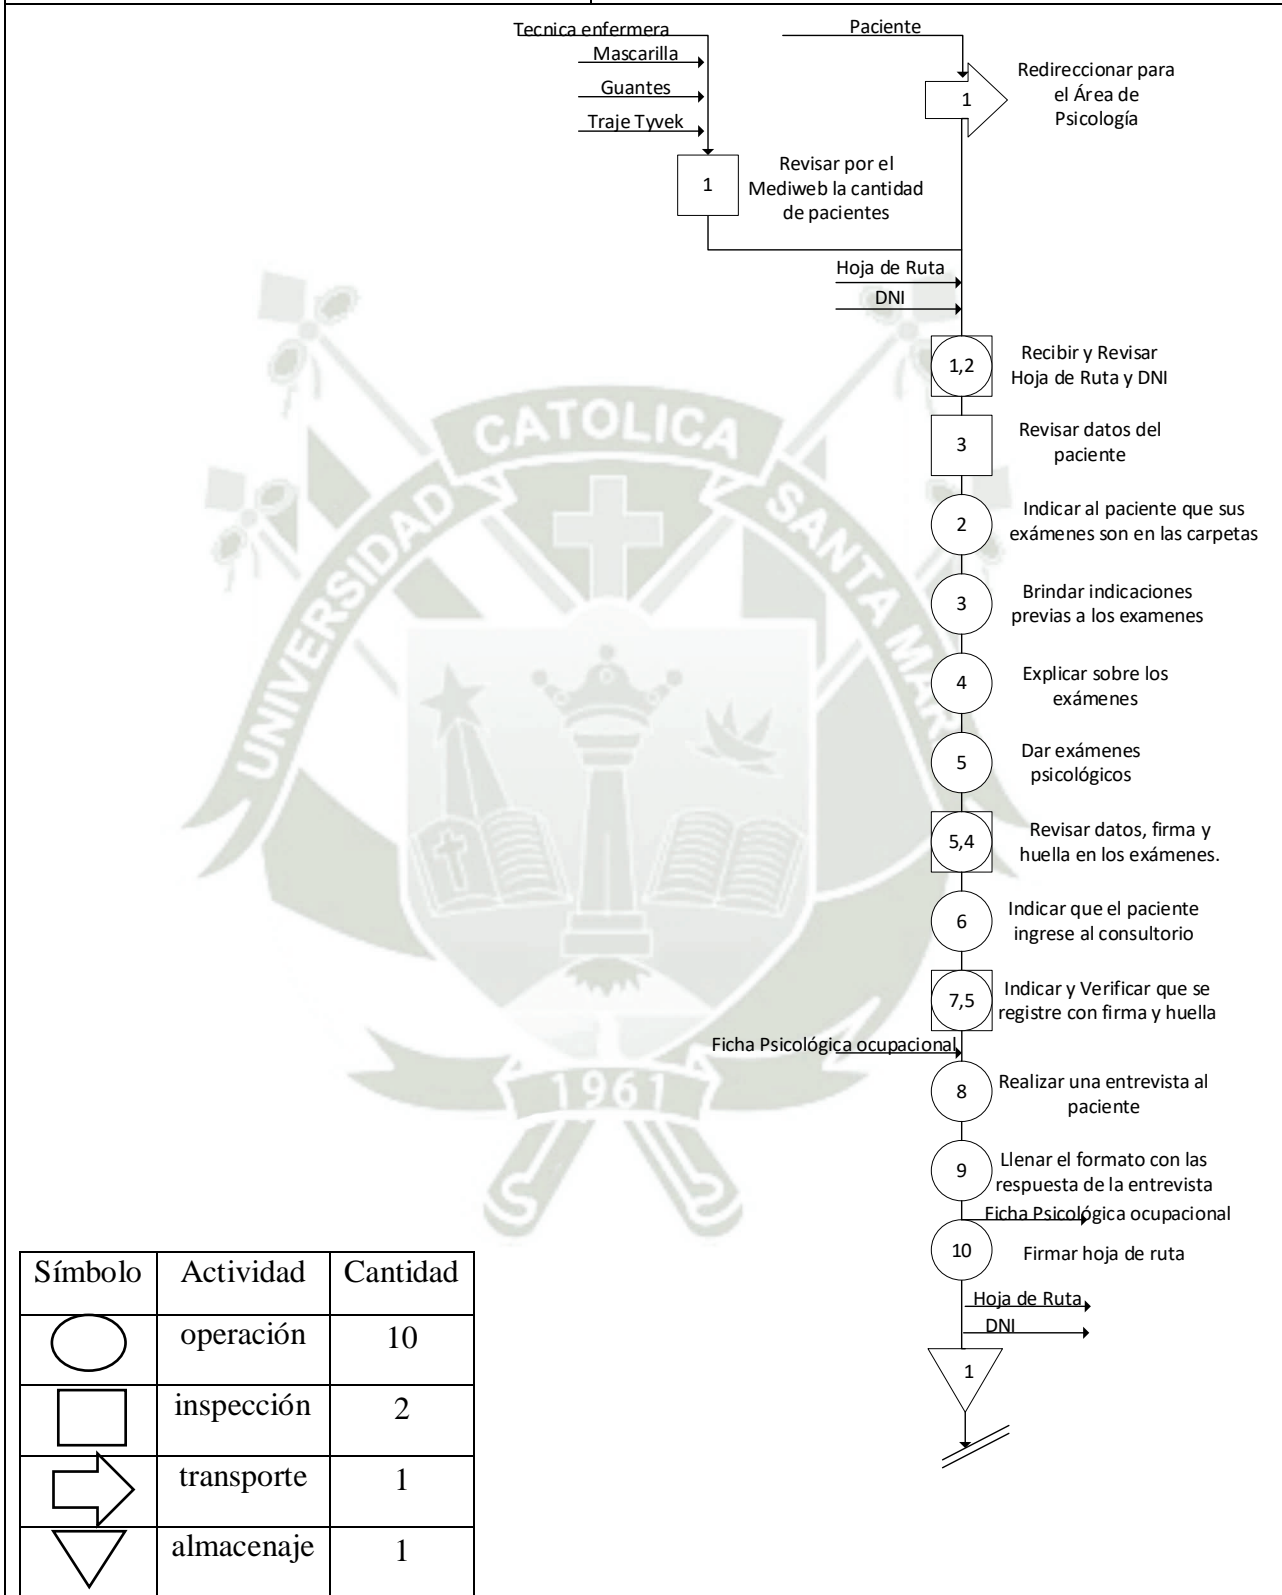 Tecnica enfermera
Mascarilla
Guantes
Traje Tyvek
Paciente
1
Redireccionar para
el Área de
Psicología
1
Revisar por el
Mediweb la cantidad
de pacientes
Hoja de Ruta
DNI
1,2
Recibir y Revisar
Hoja de Ruta y DNI
3
Revisar datos del
paciente
2
Indicar al paciente que sus
exámenes son en las carpetas
3
Brindar indicaciones
previas a los examenes
4
Explicar sobre los
exámenes
5
Dar exámenes
psicológicos
5,4
Revisar datos, firma y
huella en los exámenes.
6
Indicar que el paciente
ingrese al consultorio
7,5
Indicar y Verificar que se
registre con firma y huella
Ficha Psicológica ocupacional
8
Realizar una entrevista al
paciente
9
Llenar el formato con las
respuesta de la entrevista
Ficha Psicológica ocupacional
10
Firmar hoja de ruta
Hoja de Ruta
DNI
1
Símbolo Actividad Cantidad
operación 10
inspección 2
transporte 1
almacenaje 1
UNIVERSIDAD
CATOLICA
SANTA MARIA
1961